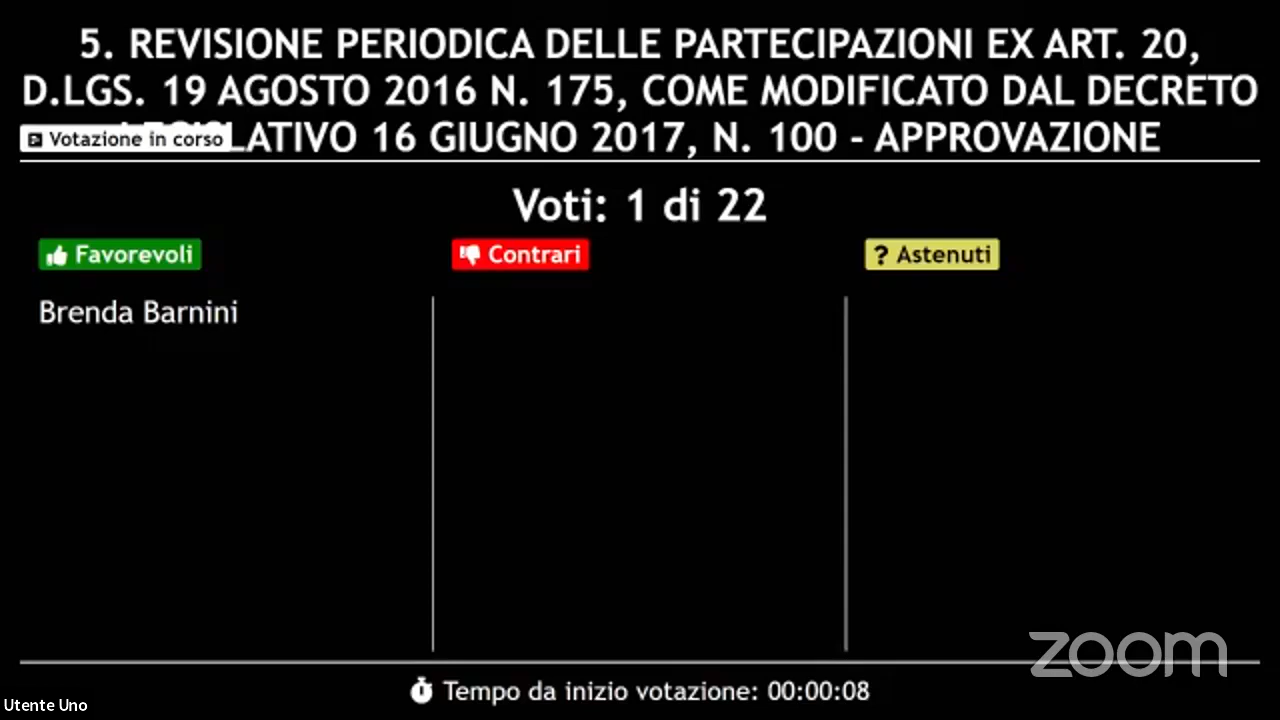 5. REVISIONE PERIODICA DELLE PARTECIPAZIONI EX ART. 20,
D.LGS. 19 AGOSTO 2016 N. 175, COME MODIFICATO DAL DECRETO
Votazione in corso LATIVO 16 GIUGNO 2017, N. 100 - APPROVAZIONE
Voti: 1 di 22
Favorevoli
Contrari
? Astenuti
Brenda Barnini
zoom
Tempo da inizio votazione: 00:00:08
Utente Uno